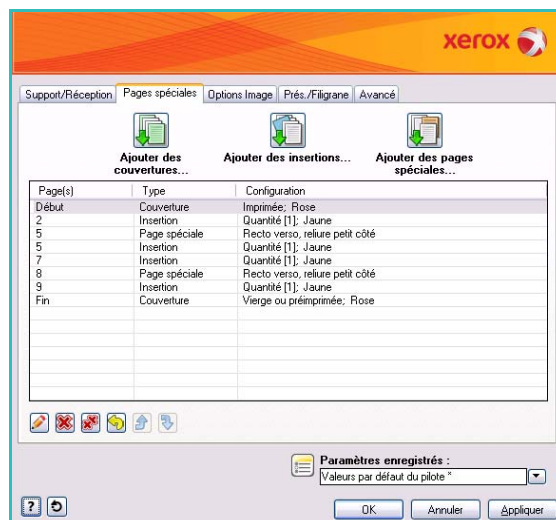 xerox
Support/Réception Pages spéciales Options Image Prés./Filigrane Avancé
Ajouter des couvertures...
Ajouter des insertions...
Ajouter des pages spéciales...
Page(s) Type Configuration
Début Couverture Imprimée; Rose
2 Insertion Quantité [1]; Jaune
5 Page spéciale Recto verso, reliure petit côté
5 Insertion Quantité [1]; Jaune
7 Insertion Quantité [1]; Jaune
8 Page spéciale Recto verso, reliure petit côté
9 Insertion Quantité [1]; Jaune
Fin Couverture Vierge ou préimprimée; Rose
Paramètres enregistrés :
Valeurs par défaut du pilote *
? OK Annuler Appliquer